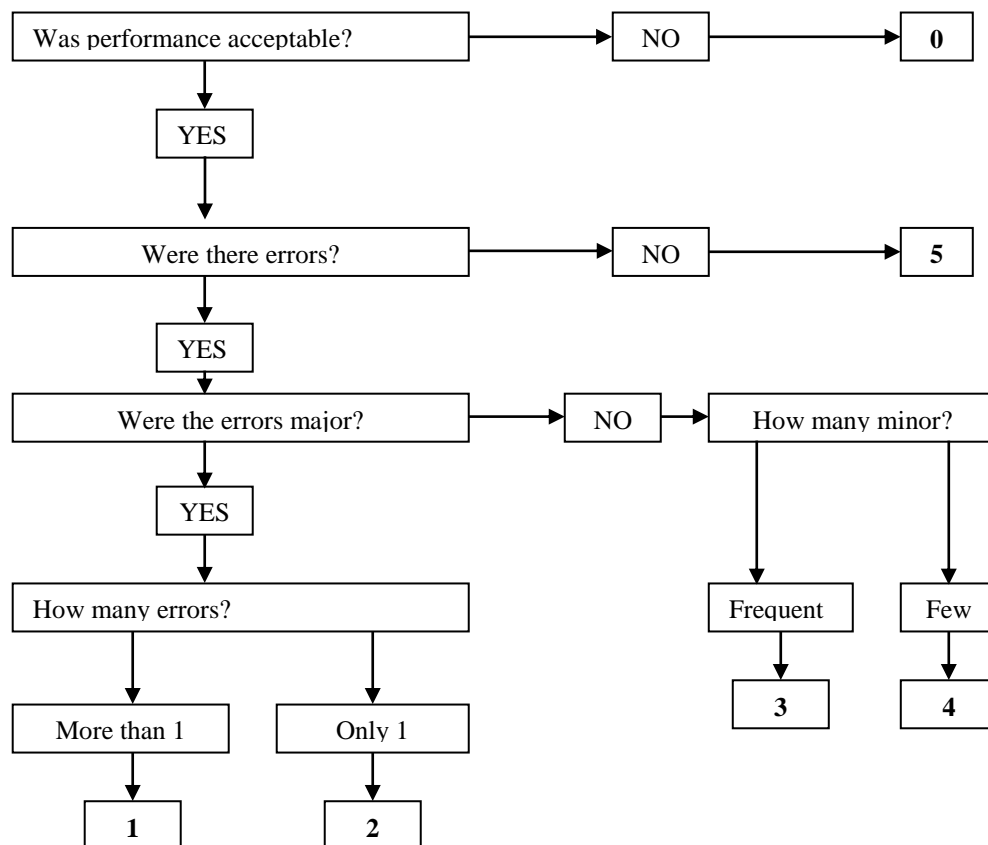 Was performance acceptable?
NO
0
YES
Were there errors?
NO
5
YES
Were the errors major?
NO
How many minor?
YES
How many errors?
Frequent
Few
3
4
More than 1
Only 1
1
2